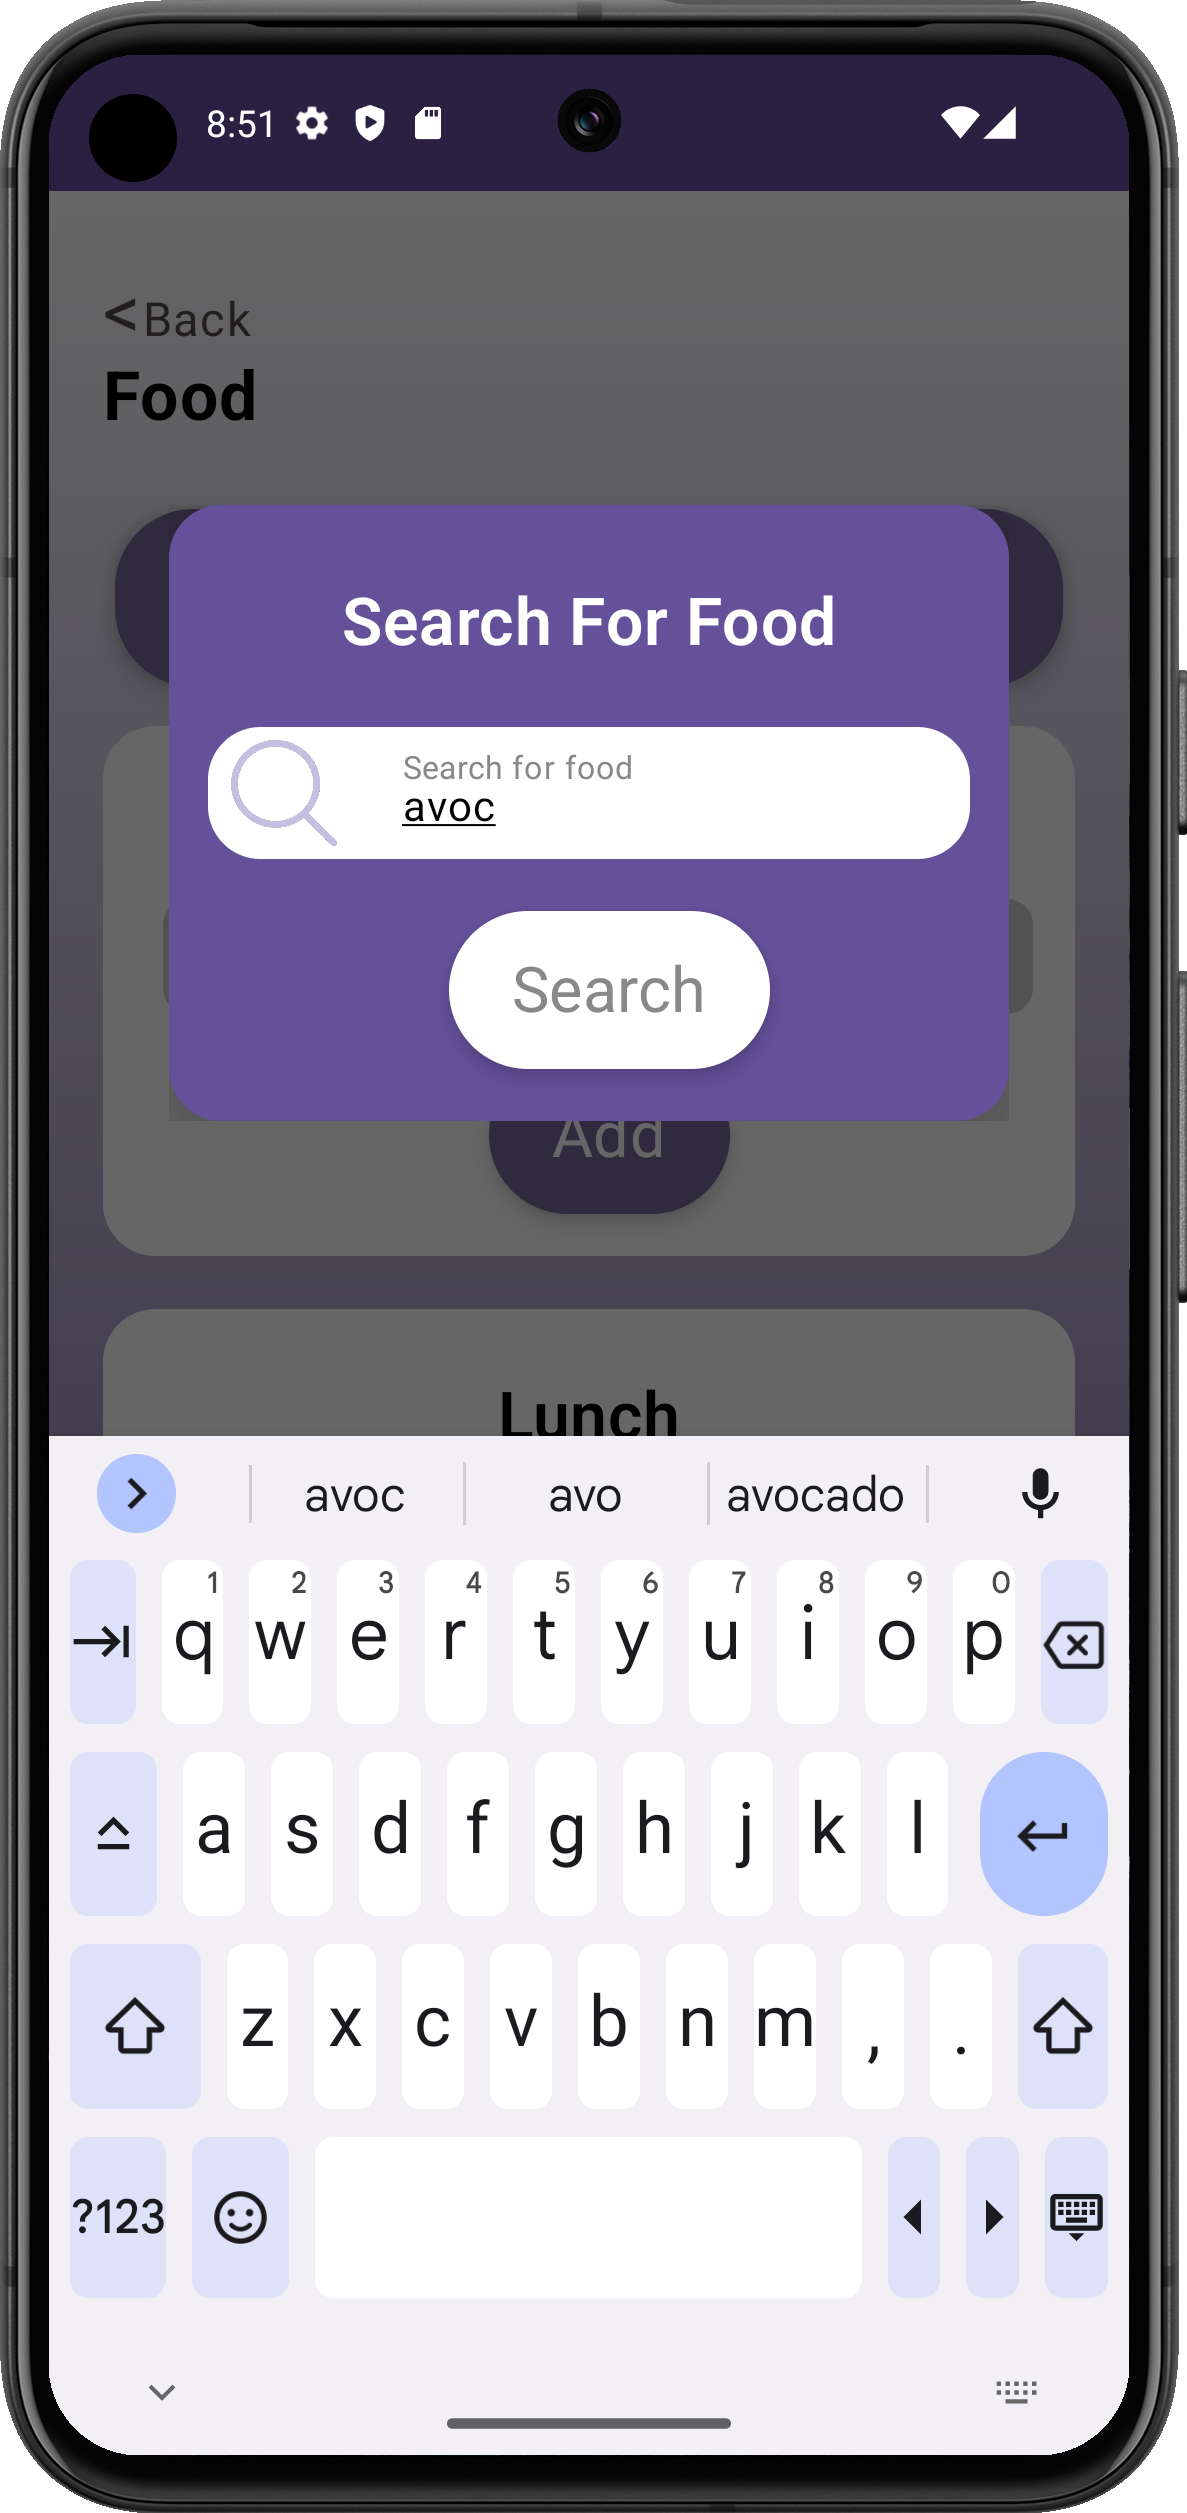 8:51
<Back
Food
Search For Food
Search for food
avoc
Search
Add
Lunch
avoc avo avocado
1 2 3 4 5 6 7 8 9 0
q w e r t y u i o p
a s d f g h j k l
z x c v b n m , .
?123